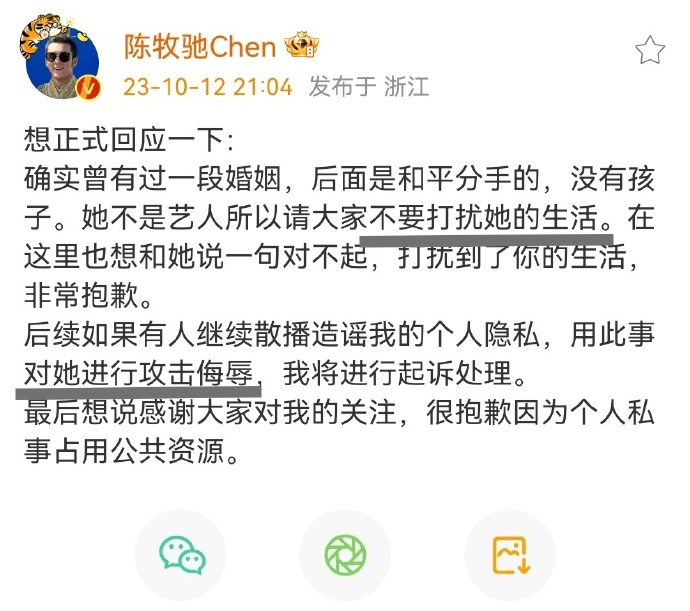 陈牧驰Chen
23-10-12 21:04 发布于 浙江
想正式回应一下：
确实曾有过一段婚姻，后面是和平分手的，没有孩
子。她不是艺人所以请大家不要打扰她的生活。在
这里也想和她说一句对不起，打扰到了你的生活，
非常抱歉。
后续如果有人继续散播造谣我的个人隐私，用此事
对她进行攻击侮辱，我将进行起诉处理。
最后想说感谢大家对我的关注，很抱歉因为个人私
事占用公共资源。